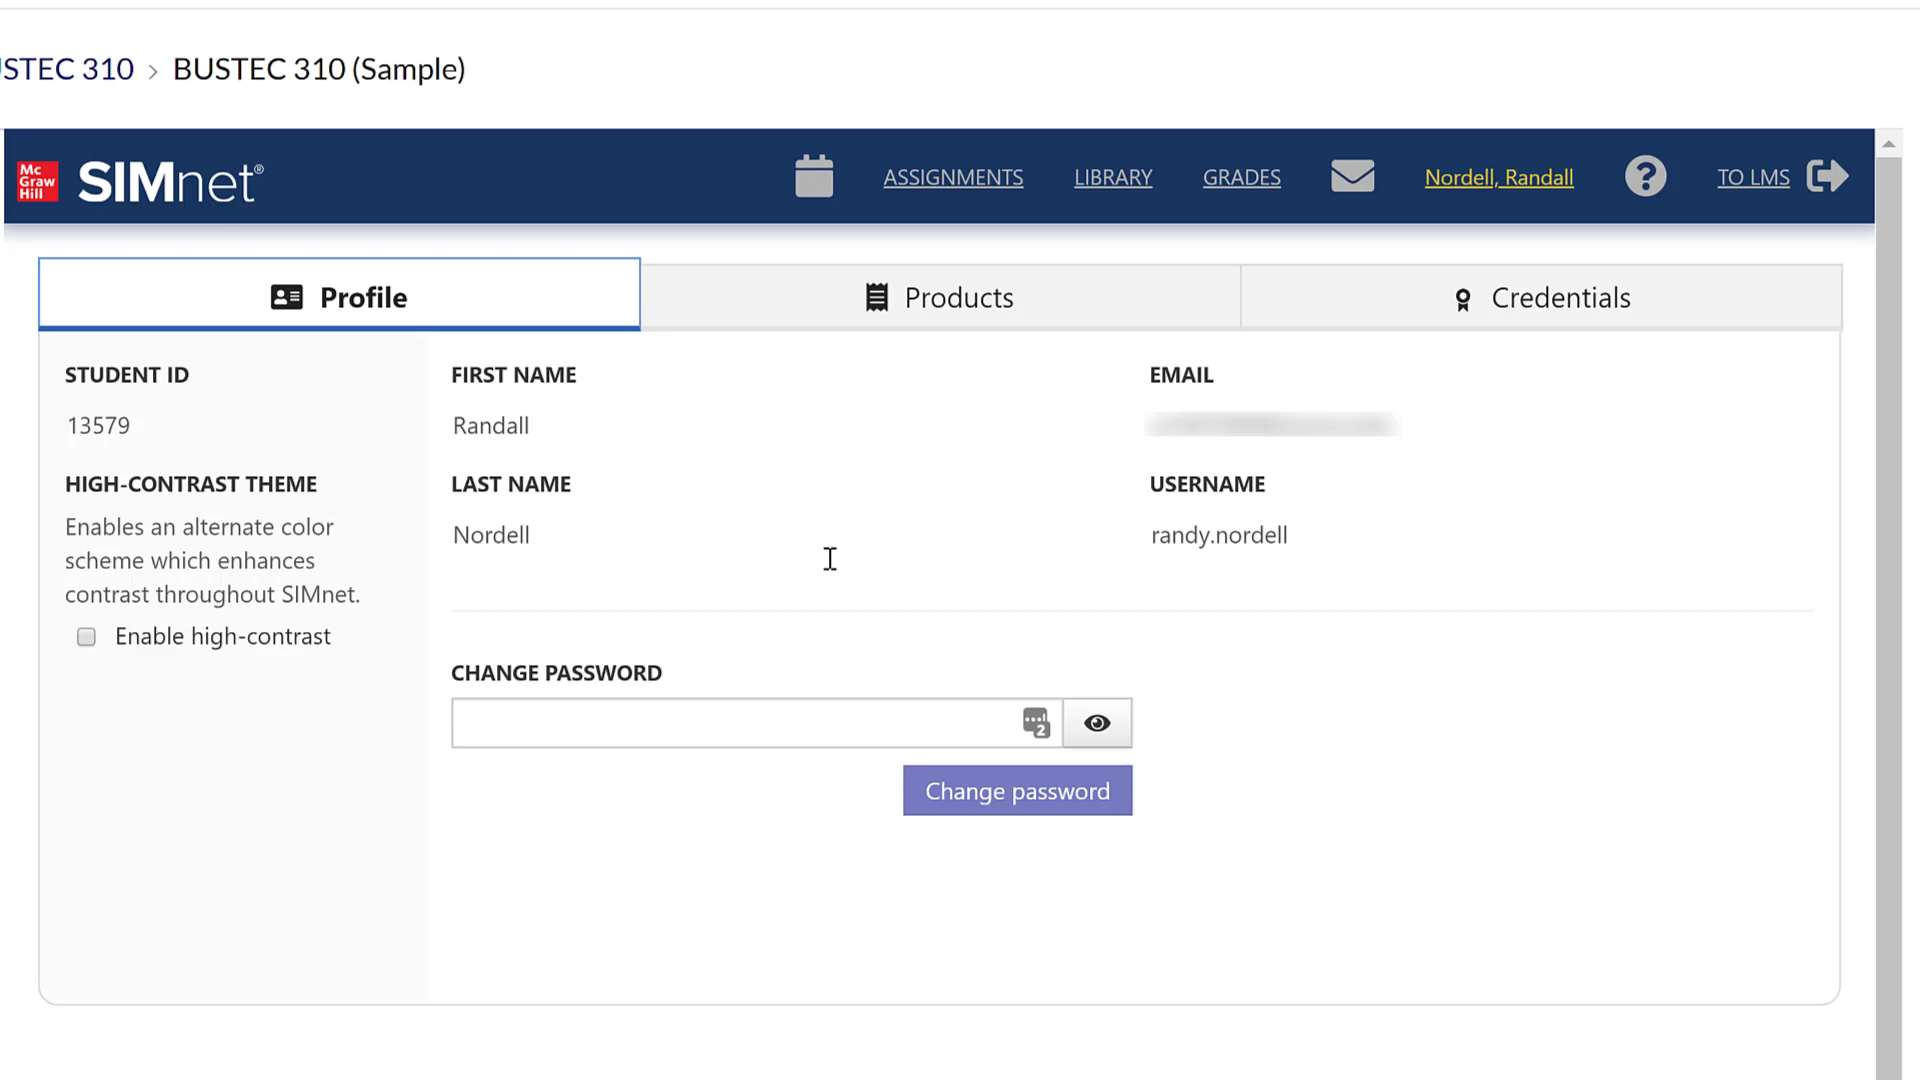 STEC 310 > BUSTEC 310 (Sample)
Mc
Graw
Hill
SIMnet®
ASSIGNMENTS
LIBRARY
GRADES
Nordell, Randall
?
TO LMS
Profile
Products
Credentials
STUDENT ID
13579
HIGH-CONTRAST THEME
Enables an alternate color
scheme which enhances
contrast throughout SIMnet.
Enable high-contrast
FIRST NAME
Randall
LAST NAME
Nordell
EMAIL
USERNAME
randy.nordell
CHANGE PASSWORD
2
Change password